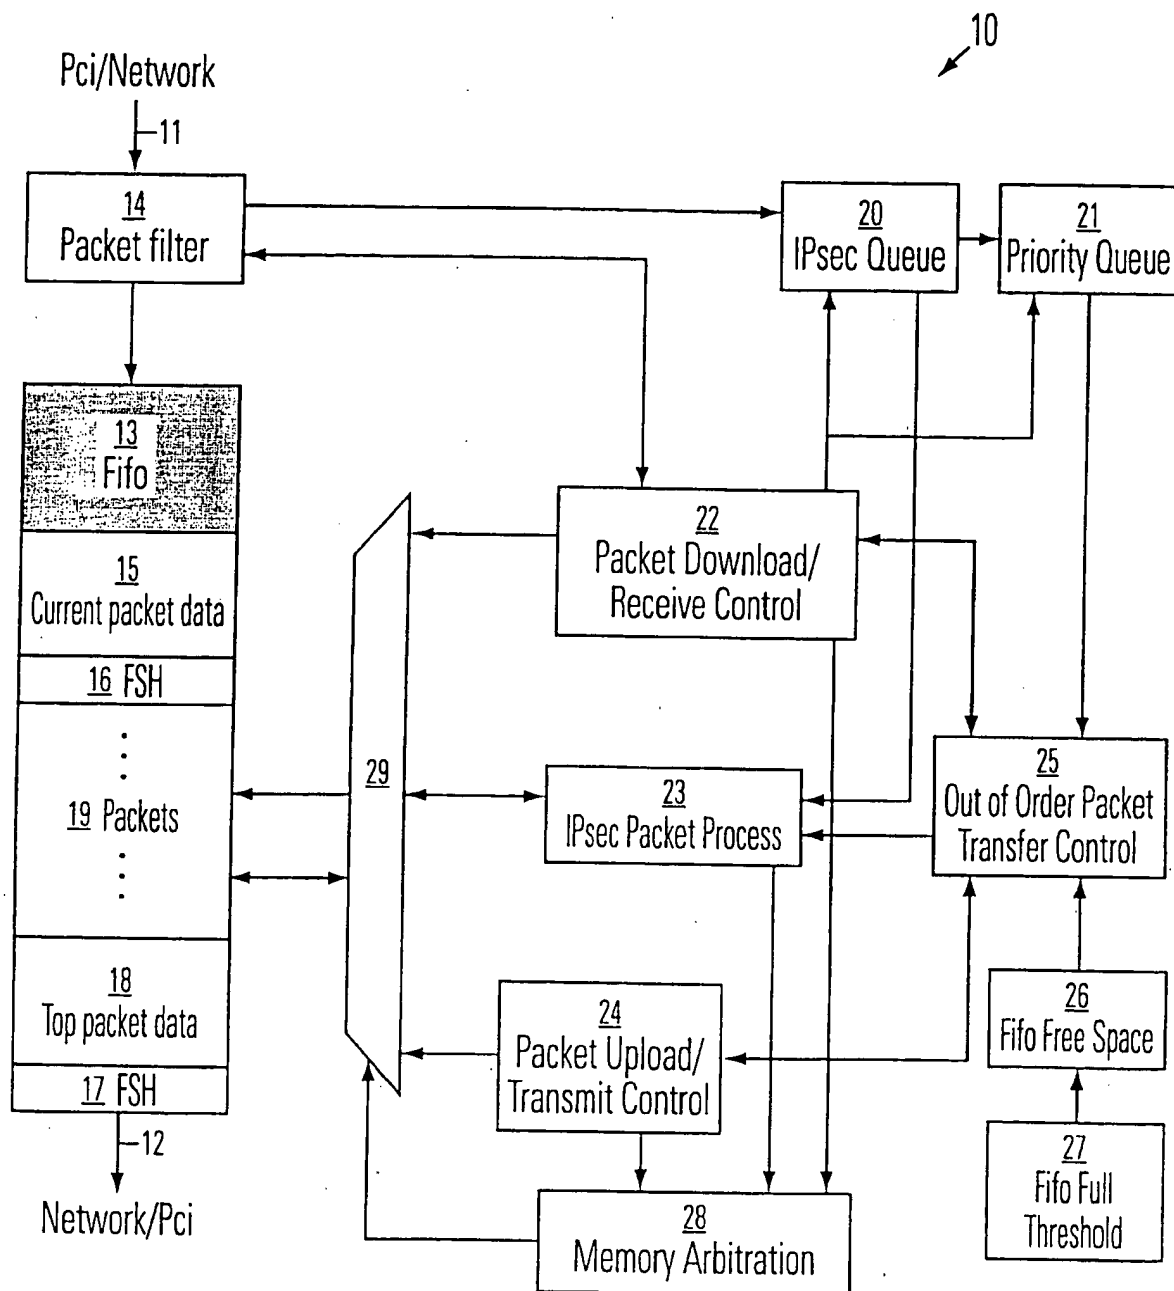 10
Pci/Network
11
14
Packet filter
20
IPsec Queue
21
Priority Queue
13
Fifo
22
Packet Download/
Receive Control
15
Current packet data
16 FSH
19 Packets
29
23
IPsec Packet Process
25
Out of Order Packet
Transfer Control
18
Top packet data
24
Packet Upload/
Transmit Control
26
Fifo Free Space
17 FSH
12
Network/Pci
27
Fifo Full
Threshold
28
Memory Arbitration